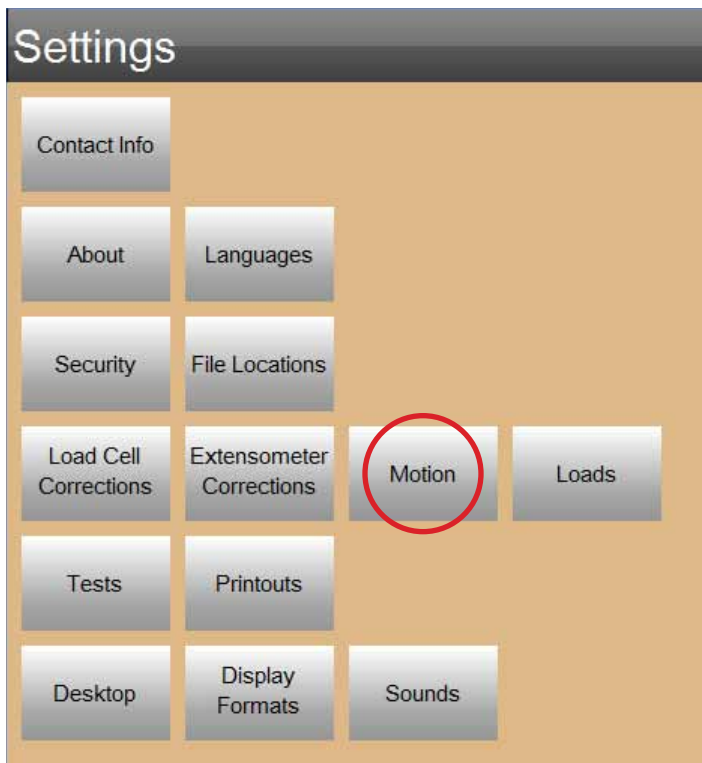 Settings
Contact Info
About
Languages
Security
File Locations
Load Cell
Corrections
Extensometer
Corrections
Motion
Loads
Tests
Printouts
Desktop
Display
Formats
Sounds